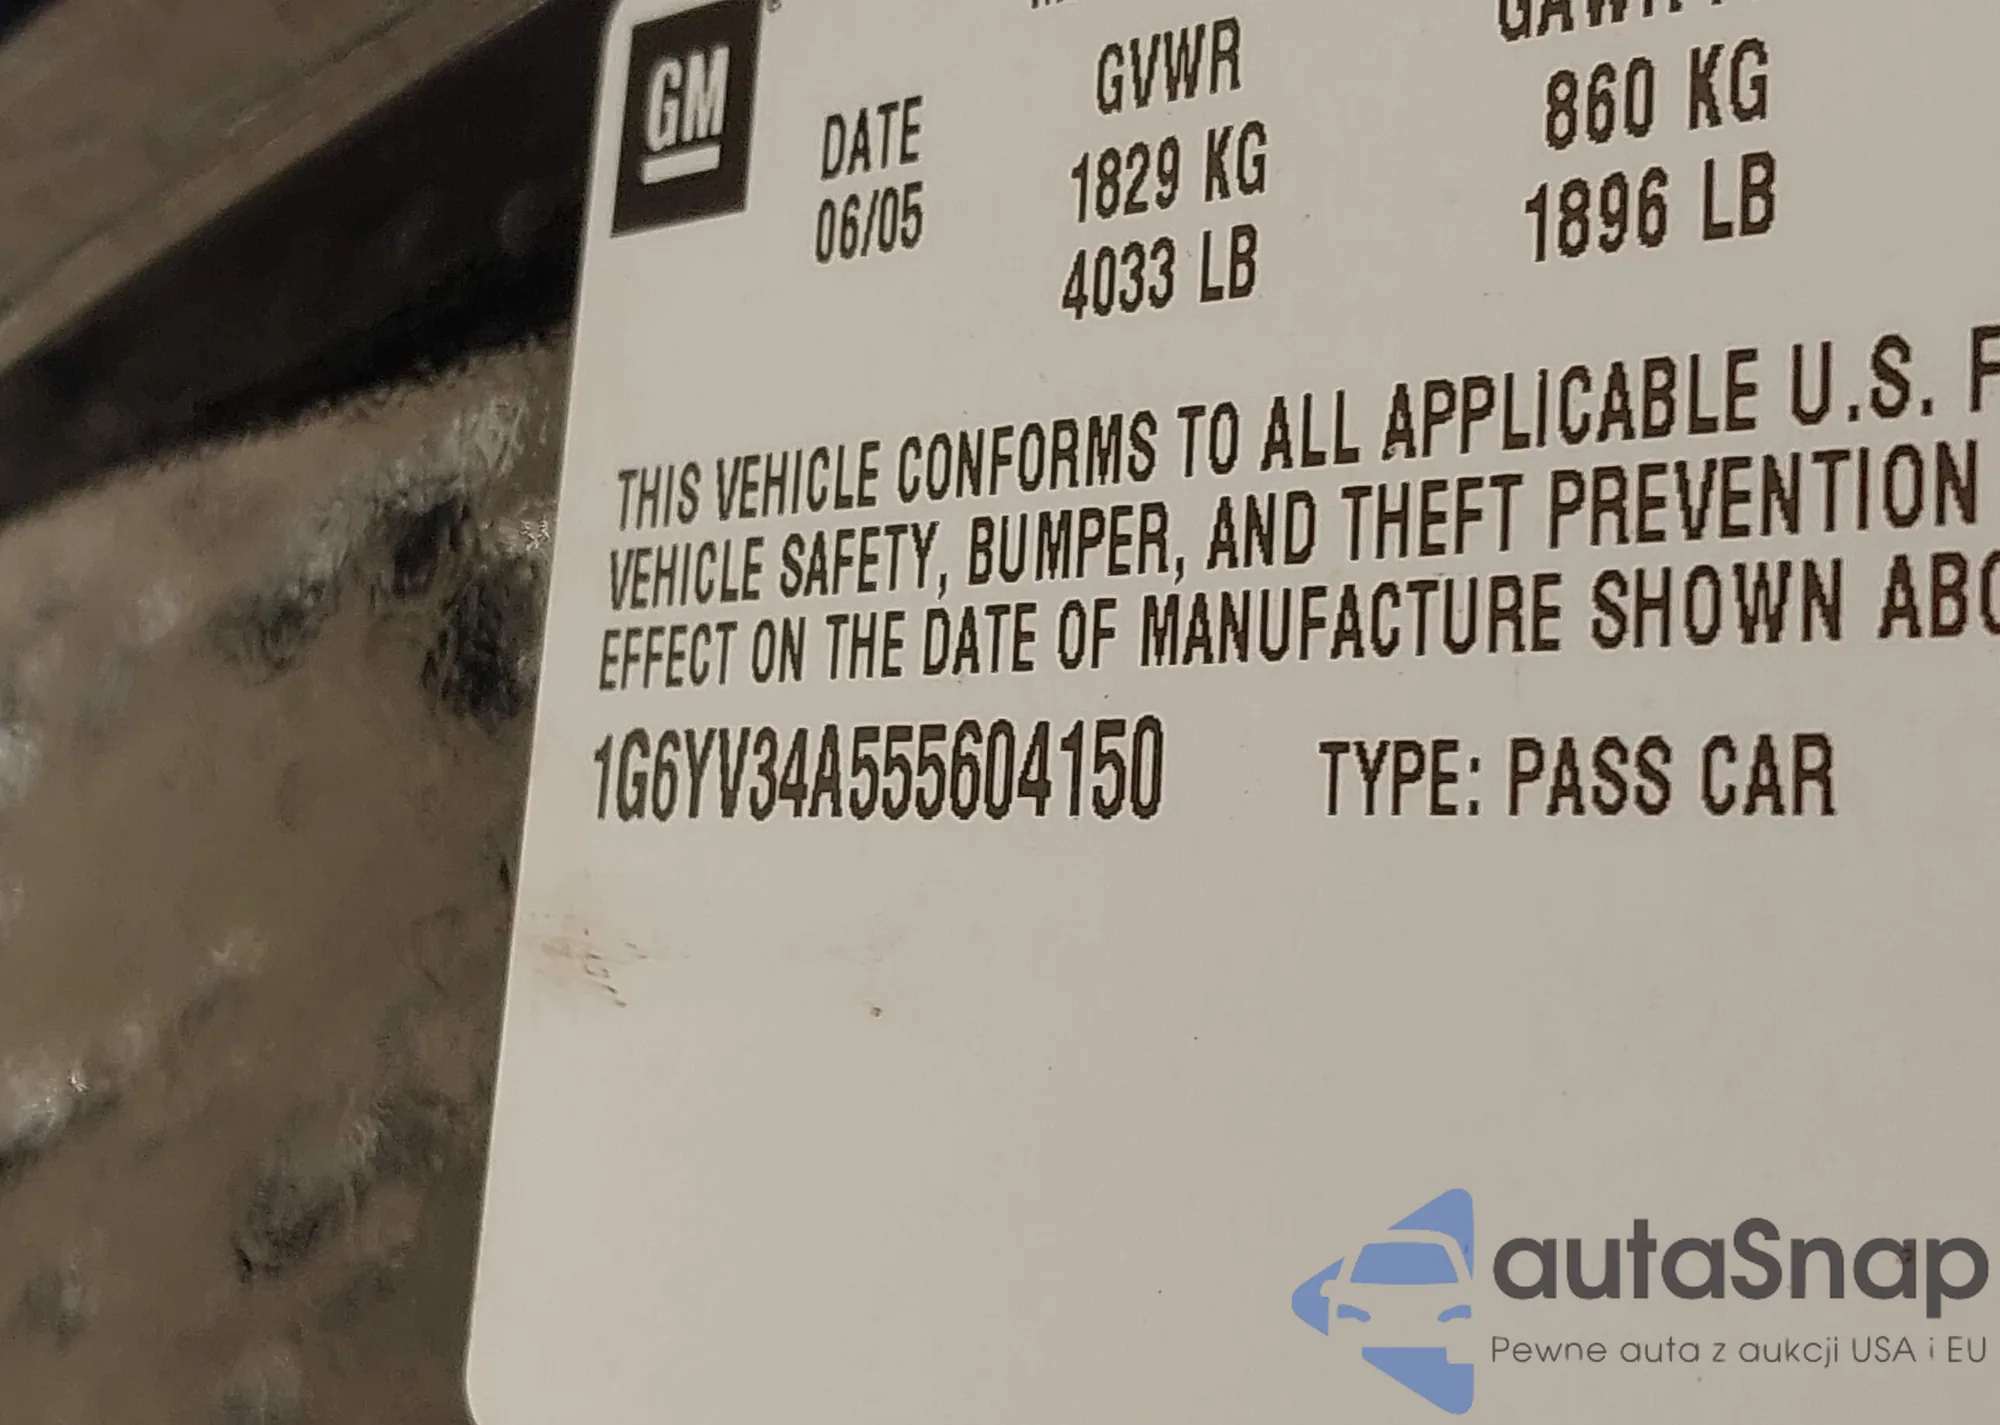 GM
DATE
06/05
GVWR
1829 KG
4033 LB
860 KG
1896 LB
THIS VEHICLE CONFORMS TO ALL APPLICABLE U.S. F
VEHICLE SAFETY, BUMPER, AND THEFT PREVENTION
EFFECT ON THE DATE OF MANUFACTURE SHOWN ABO
1G6YV34A555604150 TYPE: PASS CAR
autaSnap
Pewne auta z aukcji USA i EU